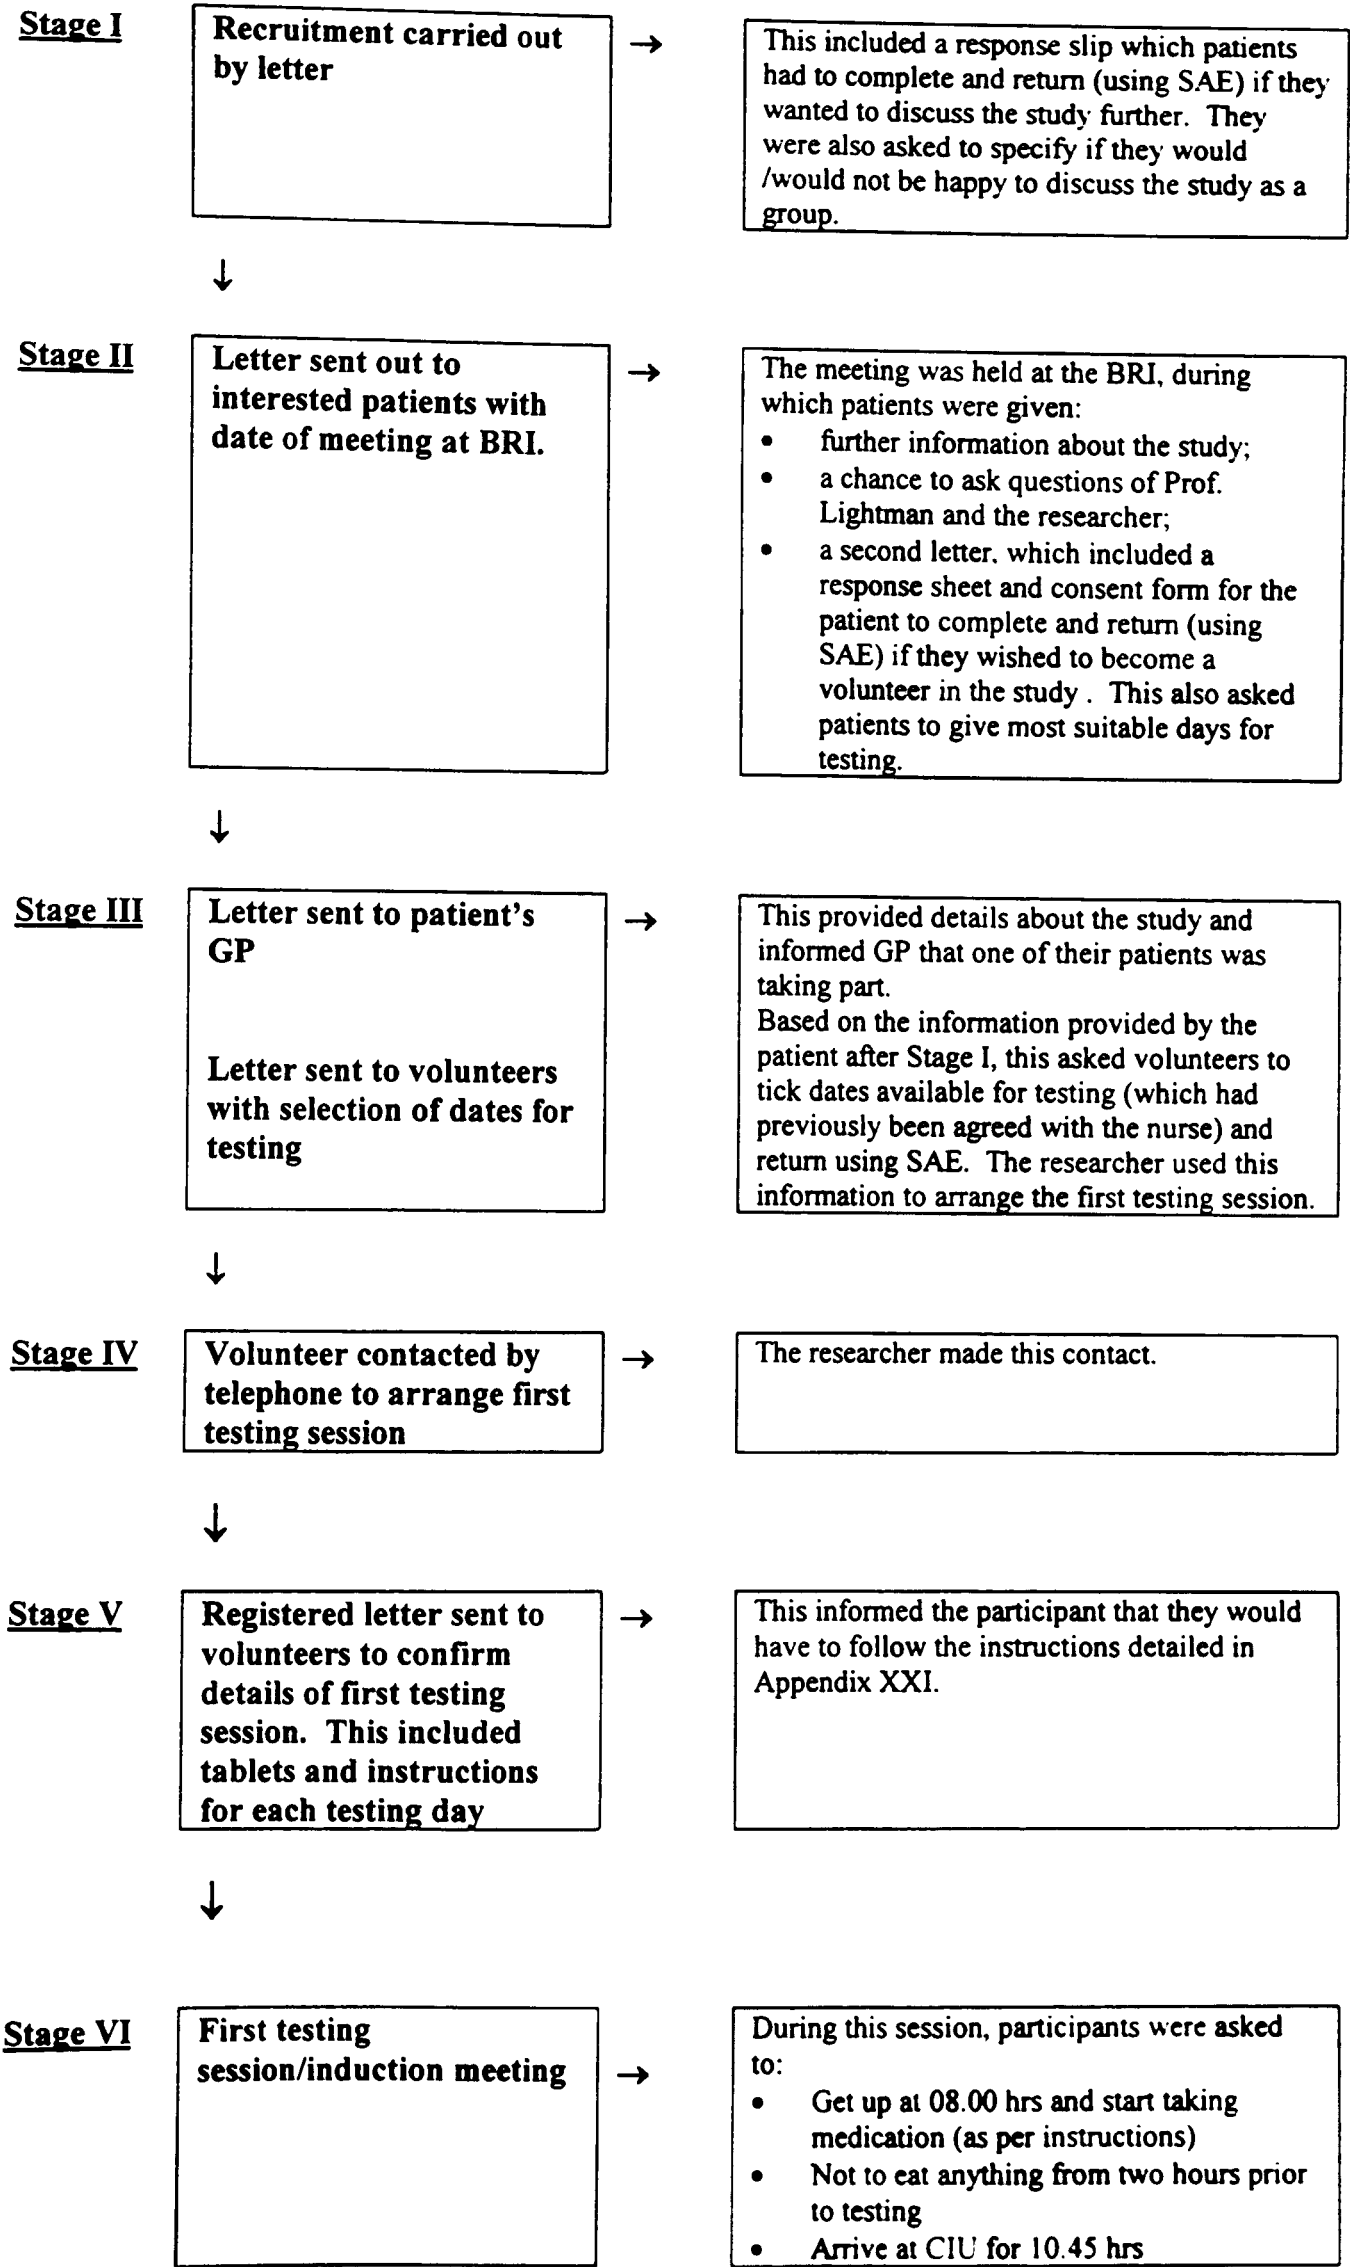 Stage I
Recruitment carried out
by letter
→
This included a response slip which patients
had to complete and return (using SAE) if they
wanted to discuss the study further. They
were also asked to specify if they would
/would not be happy to discuss the study as a
group.
↓
Stage II
Letter sent out to
interested patients with
date of meeting at BRI.
→
The meeting was held at the BRI, during
which patients were given:
• further information about the study;
• a chance to ask questions of Prof.
Lightman and the researcher;
• a second letter, which included a
response sheet and consent form for the
patient to complete and return (using
SAE) if they wished to become a
volunteer in the study . This also asked
patients to give most suitable days for
testing.
↓
Stage III
Letter sent to patient's
GP
Letter sent to volunteers
with selection of dates for
testing
→
This provided details about the study and
informed GP that one of their patients was
taking part.
Based on the information provided by the
patient after Stage I, this asked volunteers to
tick dates available for testing (which had
previously been agreed with the nurse) and
return using SAE. The researcher used this
information to arrange the first testing session.
↓
Stage IV
Volunteer contacted by
telephone to arrange first
testing session
→
The researcher made this contact.
↓
Stage V
Registered letter sent to
volunteers to confirm
details of first testing
session. This included
tablets and instructions
for each testing day
→
This informed the participant that they would
have to follow the instructions detailed in
Appendix XXI.
↓
Stage VI
First testing
session/induction meeting
→
During this session, participants were asked
to:
• Get up at 08.00 hrs and start taking
medication (as per instructions)
• Not to eat anything from two hours prior
to testing
• Arrive at CIU for 10.45 hrs